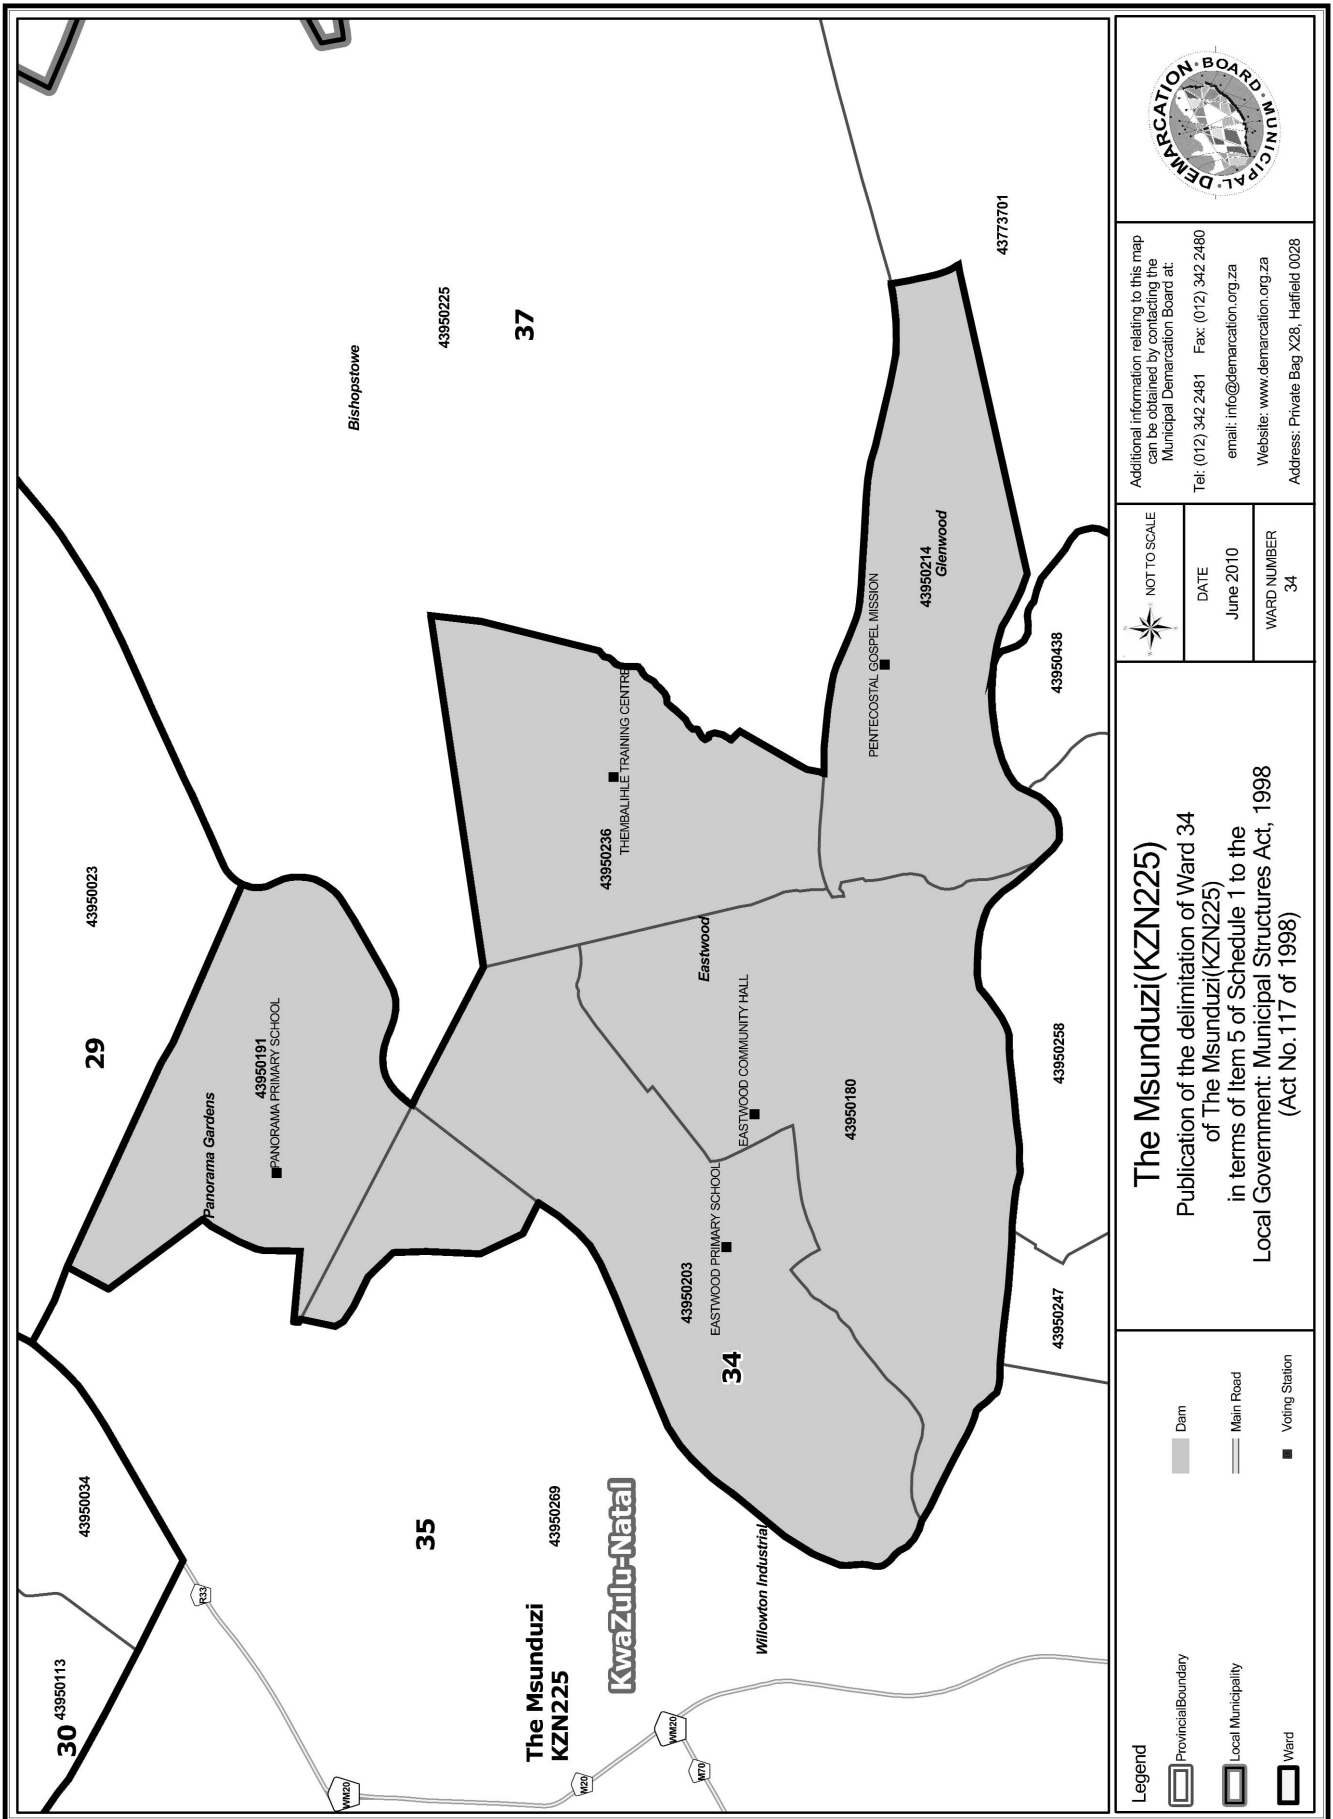 30
43950113
43950034
29
43950023
R33
Panorama Gardens
43950191
PANORAMA PRIMARY SCHOOL
WM20
Bishopstowe
35
43950225
37
43950269
The Msunduzi
KZN225
KwaZulu-Natal
M20
WM20
M70
43950236
THEMBALIHLE TRAINING CENTRE
43950203
EASTWOOD PRIMARY SCHOOL
34
Eastwood
EASTWOOD COMMUNITY HALL
Willowton Industrial
43950180
PENTECOSTAL GOSPEL MISSION
43950214
Glenwood
43773701
43950247
43950258
43950438
Legend
ProvincialBoundary
Local Municipality
Ward
Dam
Main Road
Voting Station
The Msunduzi(KZN225)
Publication of the delimitation of Ward 34
of The Msunduzi(KZN225)
in terms of Item 5 of Schedule 1 to the
Local Government: Municipal Structures Act, 1998
(Act No.117 of 1998)
NOT TO SCALE
DATE
June 2010
WARD NUMBER
34
Additional information relating to this map
can be obtained by contacting the
Municipal Demarcation Board at:
Tel: (012) 342 2481 Fax: (012) 342 2480
email: info@demarcation.org.za
Website: www.demarcation.org.za
Address: Private Bag X28, Hatfield 0028
MUNICIPAL • DEMARCATION • BOARD •